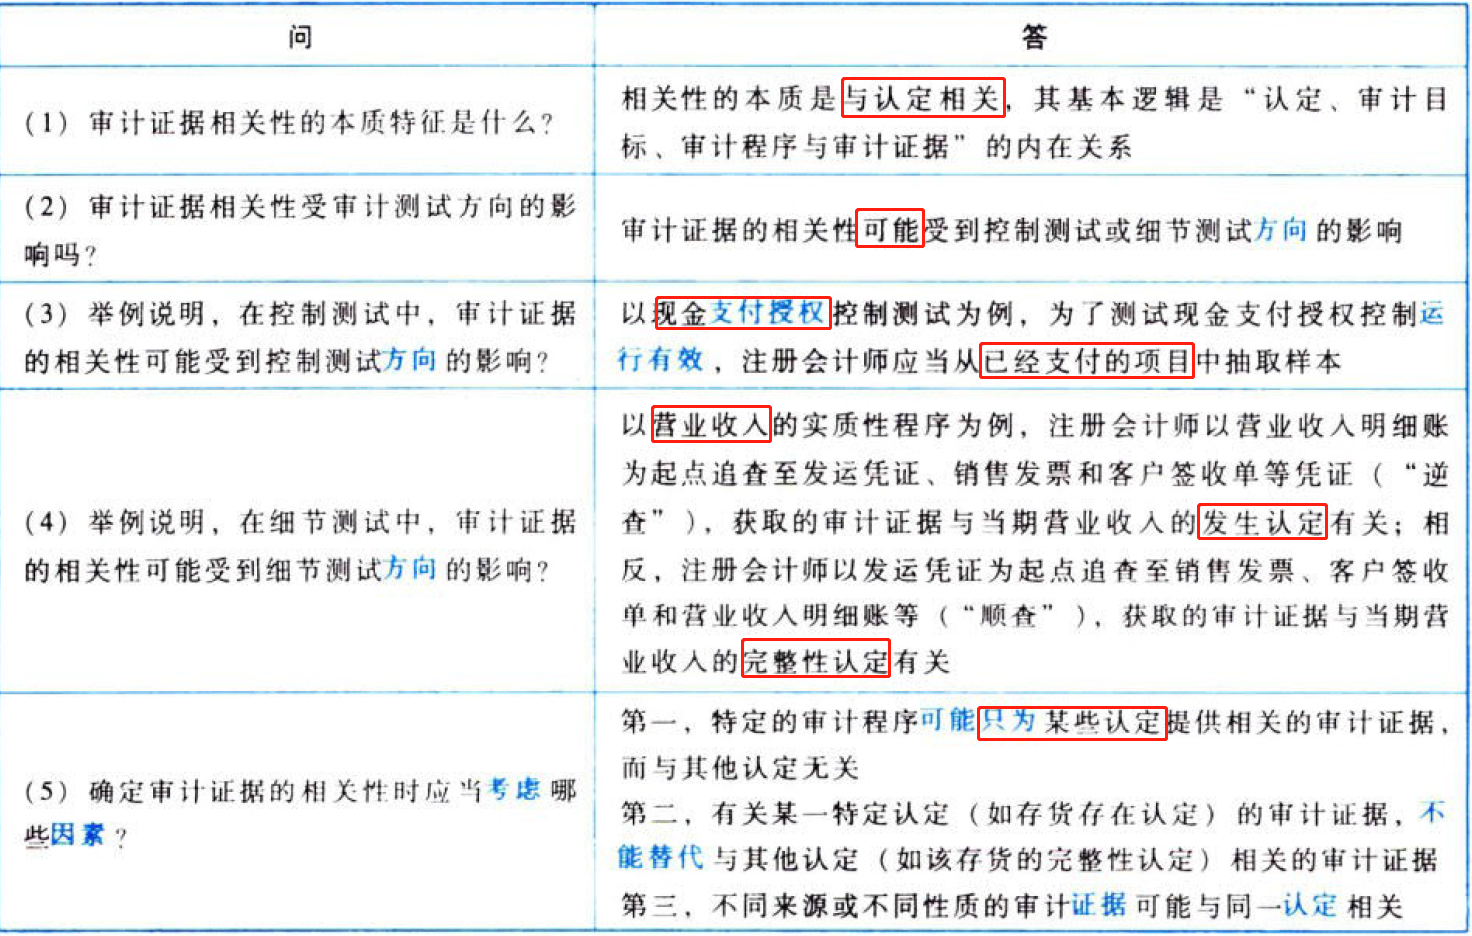 问
答
(1) 审计证据相关性的本质特征是什么?
相关性的本质是与认定相关，其基本逻辑是“认定、审计目
标、审计程序与审计证据”的内在关系
(2) 审计证据相关性受审计测试方向的影
响吗?
审计证据的相关性可能受到控制测试或细节测试方向的影响
(3) 举例说明，在控制测试中，审计证据
的相关性可能受到控制测试方向的影响?
以现金支付授权控制测试为例，为了测试现金支付授权控制运
行有效，注册会计师应当从已经支付的项目中抽取样本
(4) 举例说明，在细节测试中，审计证据
的相关性可能受到细节测试方向的影响?
以营业收入的实质性程序为例，注册会计师以营业收入明细账
为起点追查至发运凭证、销售发票和客户签收单等凭证（“逆
查”），获取的审计证据与当期营业收入的发生认定有关；相
反，注册会计师以发运凭证为起点追查至销售发票、客户签收
单和营业收入明细账等（“顺查”），获取的审计证据与当期营
业收入的完整性认定有关
(5) 确定审计证据的相关性时应当考虑哪
些因素?
第一，特定的审计程序可能只为某些认定提供相关的审计证据，
而与其他认定无关
第二，有关某一特定认定（如存货存在认定）的审计证据，不
能替代与其他认定（如该存货的完整性认定）相关的审计证据
第三，不同来源或不同性质的审计证据可能与同一认定相关